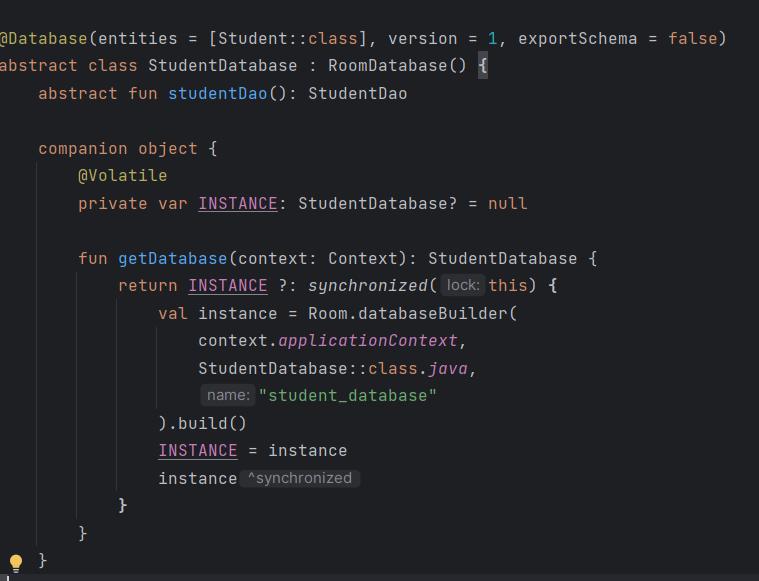 @Database(entities = [Student::class], version = 1, exportSchema = false)
abstract class StudentDatabase : RoomDatabase() {
    abstract fun studentDao(): StudentDao
    companion object {
        @Volatile
        private var INSTANCE: StudentDatabase? = null
        fun getDatabase(context: Context): StudentDatabase {
            return INSTANCE ?: synchronized( lock: this) {
                val instance = Room.databaseBuilder(
                    context.applicationContext,
                    StudentDatabase::class.java,
                    name: "student_database"
                ).build()
                INSTANCE = instance
                instance ^synchronized
            }
        }
    }